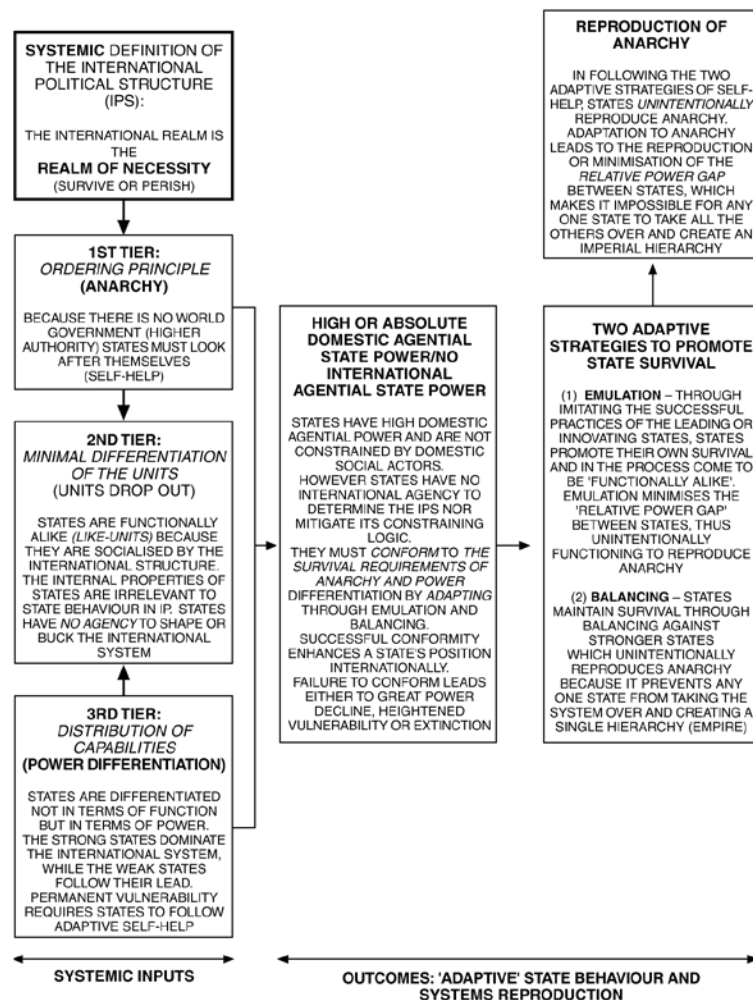 SYSTEMIC DEFINITION OF
THE INTERNATIONAL
POLITICAL STRUCTURE
(IPS):
THE INTERNATIONAL REALM IS
THE
REALM OF NECESSITY
(SURVIVE OR PERISH)
1ST TIER:
ORDERING PRINCIPLE
(ANARCHY)
BECAUSE THERE IS NO WORLD
GOVERNMENT (HIGHER
AUTHORITY) STATES MUST LOOK
AFTER THEMSELVES
(SELF-HELP)
2ND TIER:
MINIMAL DIFFERENTIATION
OF THE UNITS
(UNITS DROP OUT)
STATES ARE FUNCTIONALLY
ALIKE (LIKE-UNITS) BECAUSE
THEY ARE SOCIALISED BY THE
INTERNATIONAL STRUCTURE.
THE INTERNAL PROPERTIES OF
STATES ARE IRRELEVANT TO
STATE BEHAVIOUR IN IP. STATES
HAVE NO AGENCY TO SHAPE OR
BUCK THE INTERNATIONAL
SYSTEM
3RD TIER:
DISTRIBUTION OF
CAPABILITIES
(POWER DIFFERENTIATION)
STATES ARE DIFFERENTIATED
NOT IN TERMS OF FUNCTION
BUT IN TERMS OF POWER.
THE STRONG STATES DOMINATE
THE INTERNATIONAL SYSTEM,
WHILE THE WEAK STATES
FOLLOW THEIR LEAD.
PERMANENT VULNERABILITY
REQUIRES STATES TO FOLLOW
ADAPTIVE SELF-HELP
SYSTEMIC INPUTS
HIGH OR ABSOLUTE
DOMESTIC AGENTIAL
STATE POWER/NO
INTERNATIONAL
AGENTIAL STATE POWER
STATES HAVE HIGH DOMESTIC
AGENTIAL POWER AND ARE NOT
CONSTRAINED BY DOMESTIC
SOCIAL ACTORS.
HOWEVER STATES HAVE NO
INTERNATIONAL AGENCY TO
DETERMINE THE IPS NOR
MITIGATE ITS CONSTRAINING
LOGIC.
THEY MUST CONFORM TO THE
SURVIVAL REQUIREMENTS OF
ANARCHY AND POWER
DIFFERENTIATION BY ADAPTING
THROUGH EMULATION AND
BALANCING.
SUCCESSFUL CONFORMITY
ENHANCES A STATE'S POSITION
INTERNATIONALLY.
FAILURE TO CONFORM LEADS
EITHER TO GREAT POWER
DECLINE, HEIGHTENED
VULNERABILITY OR EXTINCTION
REPRODUCTION OF
ANARCHY
IN FOLLOWING THE TWO
ADAPTIVE STRATEGIES OF SELF-
HELP, STATES UNINTENTIONALLY
REPRODUCE ANARCHY.
ADAPTATION TO ANARCHY
LEADS TO THE REPRODUCTION
OR MINIMISATION OF THE
RELATIVE POWER GAP
BETWEEN STATES, WHICH
MAKES IT IMPOSSIBLE FOR ANY
ONE STATE TO TAKE ALL THE
OTHERS OVER AND CREATE AN
IMPERIAL HIERARCHY
TWO ADAPTIVE
STRATEGIES TO PROMOTE
STATE SURVIVAL
(1) EMULATION – THROUGH
IMITATING THE SUCCESSFUL
PRACTICES OF THE LEADING OR
INNOVATING STATES, STATES
PROMOTE THEIR OWN SURVIVAL
AND IN THE PROCESS COME TO
BE 'FUNCTIONALLY ALIKE'.
EMULATION MINIMISES THE
'RELATIVE POWER GAP'
BETWEEN STATES, THUS
UNINTENTIONALLY
FUNCTIONING TO REPRODUCE
ANARCHY
(2) BALANCING – STATES
MAINTAIN SURVIVAL THROUGH
BALANCING AGAINST
STRONGER STATES
WHICH UNINTENTIONALLY
REPRODUCES ANARCHY
BECAUSE IT PREVENTS ANY
ONE STATE FROM TAKING THE
SYSTEM OVER AND CREATING A
SINGLE HIERARCHY (EMPIRE)
OUTCOMES: 'ADAPTIVE' STATE BEHAVIOUR AND
SYSTEMS REPRODUCTION